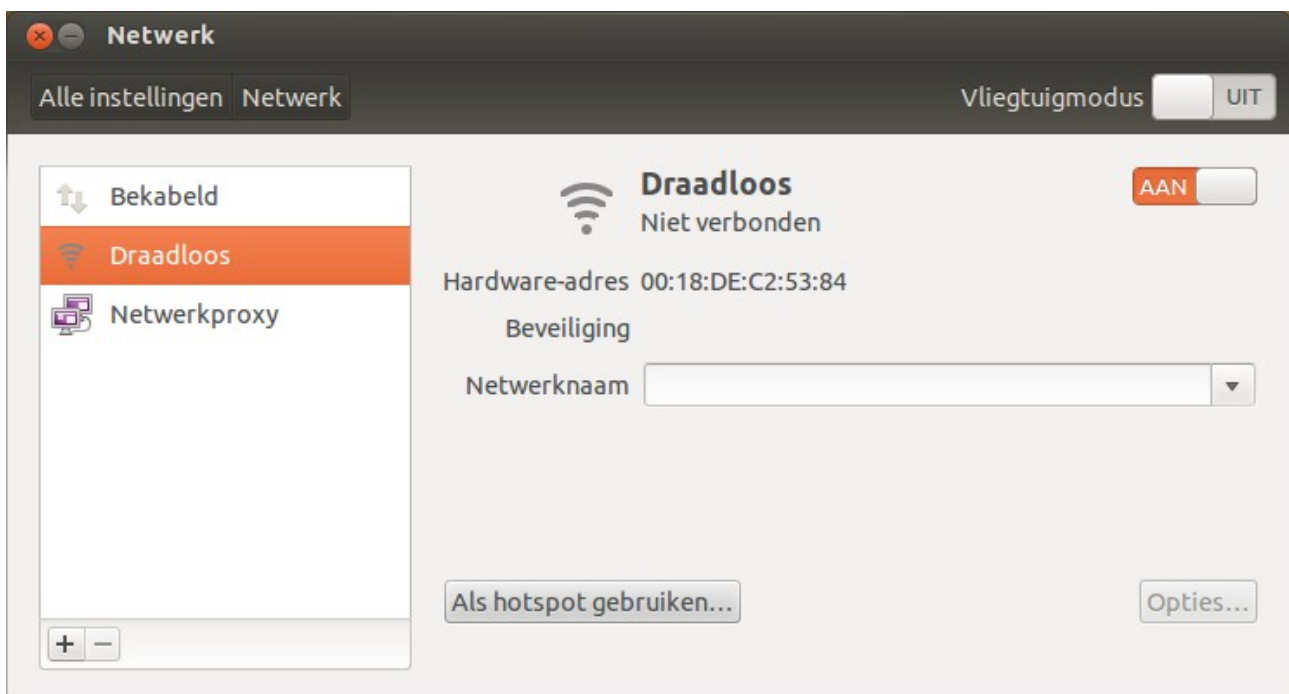 Netwerk
Alle instellingen Netwerk
Vliegtuigmodus UIT
Bekabeld
Draadloos
Netwerkproxy
Draadloos
AAN
Niet verbonden
Hardware-adres 00:18:DE:C2:53:84
Beveiliging
Netwerknaam
Als hotspot gebruiken...
Opties...